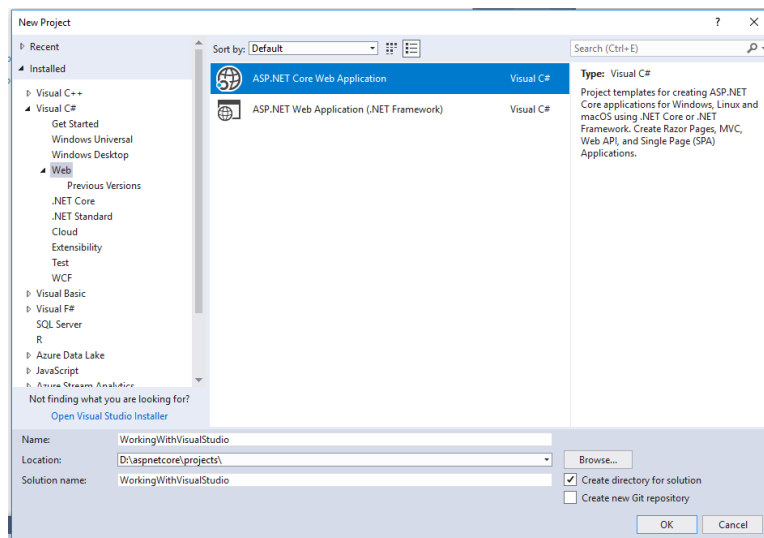 New Project
?
Recent
Installed
Visual C++
Visual C#
Get Started
Windows Universal
Windows Desktop
Web
Previous Versions
.NET Core
.NET Standard
Cloud
Extensibility
Test
WCF
Visual Basic
Visual F#
SQL Server
R
Azure Data Lake
JavaScript
Azure Stream Analytics
Not finding what you are looking for?
Open Visual Studio Installer
Sort by: Default
ASP.NET Core Web Application Visual C#
ASP.NET Web Application (.NET Framework) Visual C#
Search (Ctrl+E)
Type: Visual C#
Project templates for creating ASP.NET
Core applications for Windows, Linux and
macOS using .NET Core or .NET
Framework. Create Razor Pages, MVC,
Web API, and Single Page (SPA)
Applications.
Name: WorkingWithVisualStudio
Location: D:\aspnetcore\projects\
Browse...
Solution name: WorkingWithVisualStudio
Create directory for solution
Create new Git repository
OK Cancel